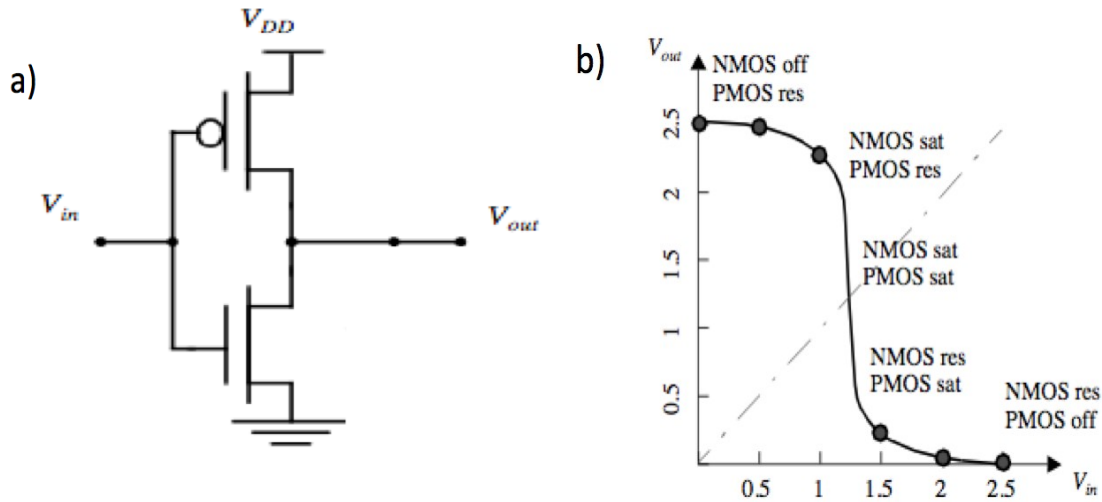 a)
V_DD
V_in
V_out
b)
V_out
NMOS off
PMOS res
2.5
NMOS sat
PMOS res
2
1.5
NMOS sat
PMOS sat
1
NMOS res
PMOS sat
NMOS res
PMOS off
0.5
0.5 1 1.5 2 2.5 V_in